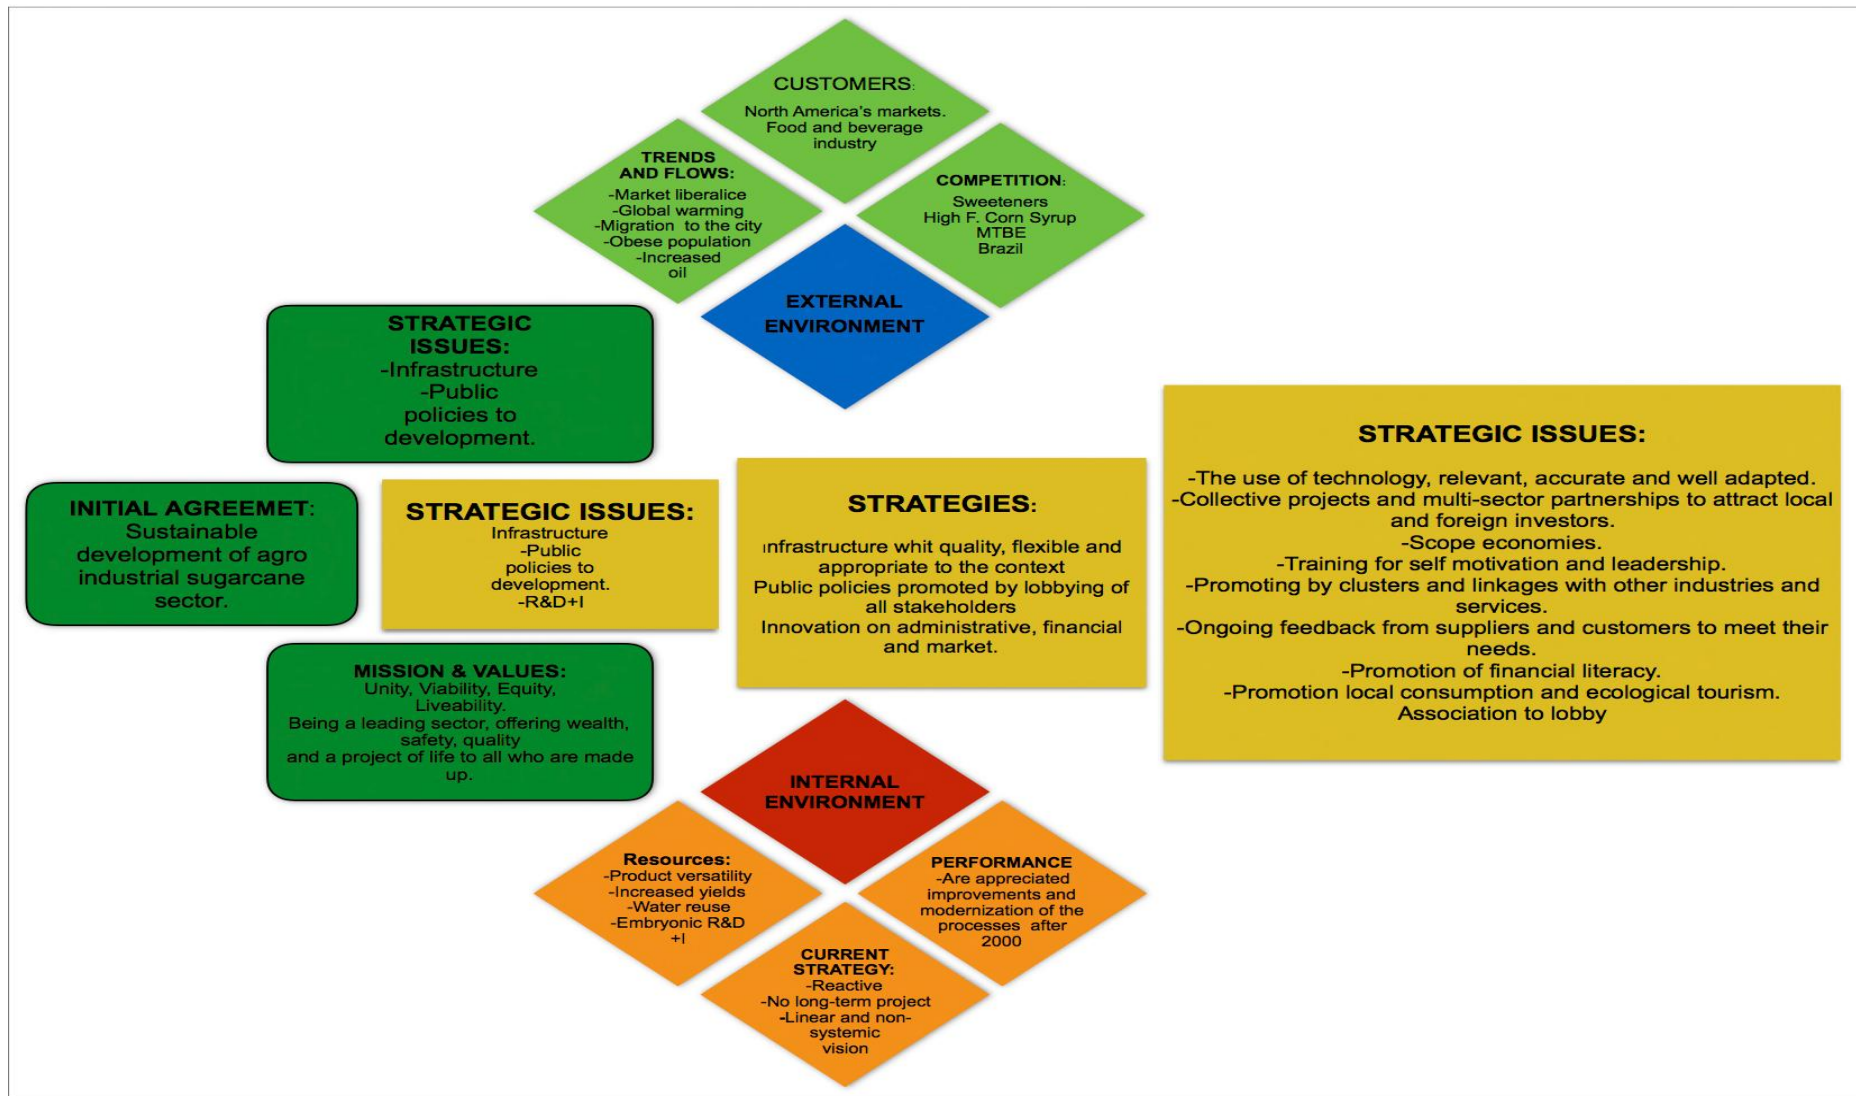 CUSTOMERS:
North America's markets.
Food and beverage
industry
TRENDS
AND FLOWS:
-Market liberalice
-Global warming
-Migration to the city
-Obese population
-Increased
oil
COMPETITION:
Sweeteners
High F. Corn Syrup
MTBE
Brazil
EXTERNAL
ENVIRONMENT
STRATEGIC
ISSUES:
-Infrastructure
-Public
policies to
development.
INITIAL AGREEMET:
Sustainable
development of agro
industrial sugarcane
sector.
STRATEGIC ISSUES:
Infrastructure
-Public
policies to
development.
-R&D+I
STRATEGIES:
Infrastructure whit quality, flexible and
appropriate to the context
Public policies promoted by lobbying of
all stakeholders
Innovation on administrative, financial
and market.
STRATEGIC ISSUES:
-The use of technology, relevant, accurate and well adapted.
-Collective projects and multi-sector partnerships to attract local
and foreign investors.
-Scope economies.
-Training for self motivation and leadership.
-Promoting by clusters and linkages with other industries and
services.
-Ongoing feedback from suppliers and customers to meet their
needs.
-Promotion of financial literacy.
-Promotion local consumption and ecological tourism.
Association to lobby
MISSION & VALUES:
Unity, Viability, Equity,
Liveability.
Being a leading sector, offering wealth,
safety, quality
and a project of life to all who are made
up.
INTERNAL
ENVIRONMENT
Resources:
-Product versatility
-Increased yields
-Water reuse
-Embryonic R&D
+I
PERFORMANCE
-Are appreciated
improvements and
modernization of the
processes after
2000
CURRENT
STRATEGY:
-Reactive
-No long-term project
-Linear and non-
systemic
vision